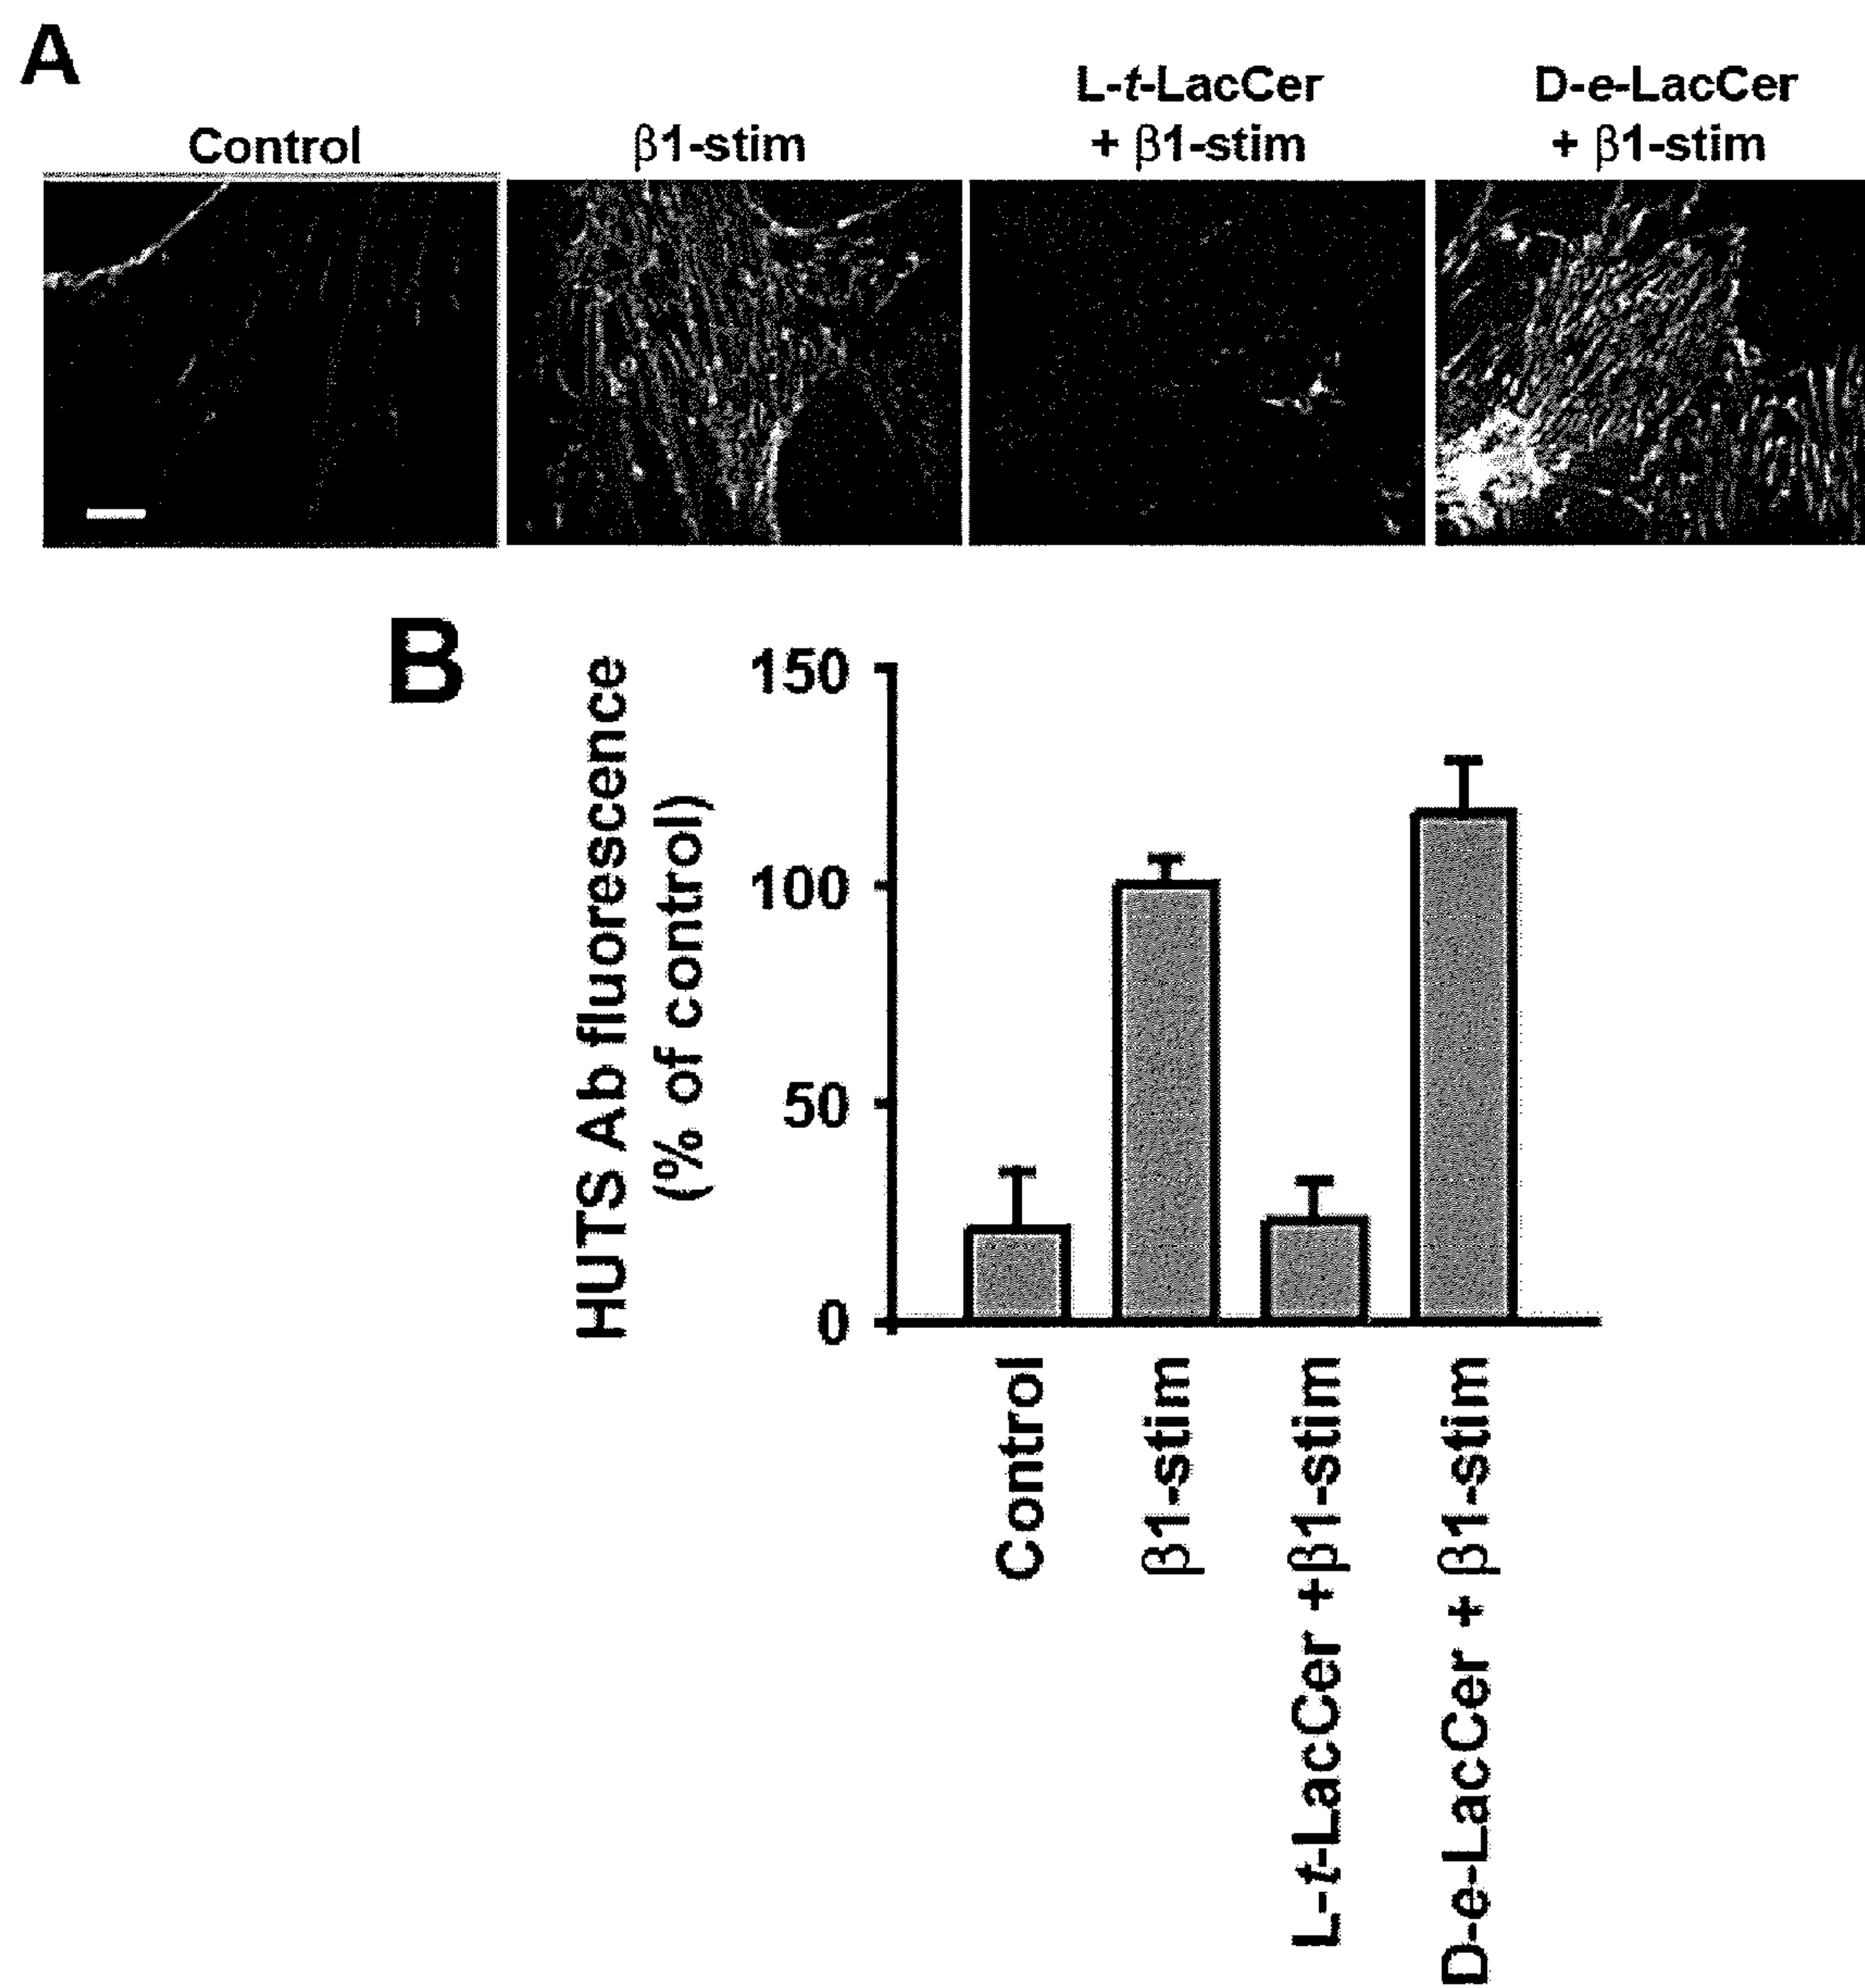 A
Control
β1-stim
L-t-LacCer
+ β1-stim
D-e-LacCer
+ β1-stim
B
HUTS Ab fluorescence
(% of control)
150
100
50
0
Control
β1-stim
L-t-LacCer +β1-stim
D-e-LacCer + β1-stim